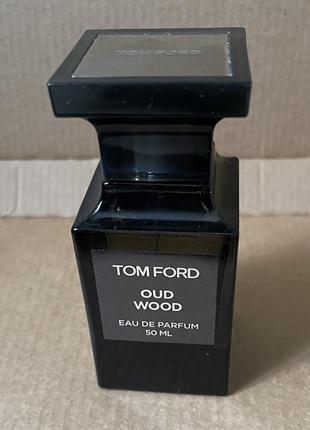 TOM FORD
TOM FORD
OUD
WOOD
EAU DE PARFUM
50 ML